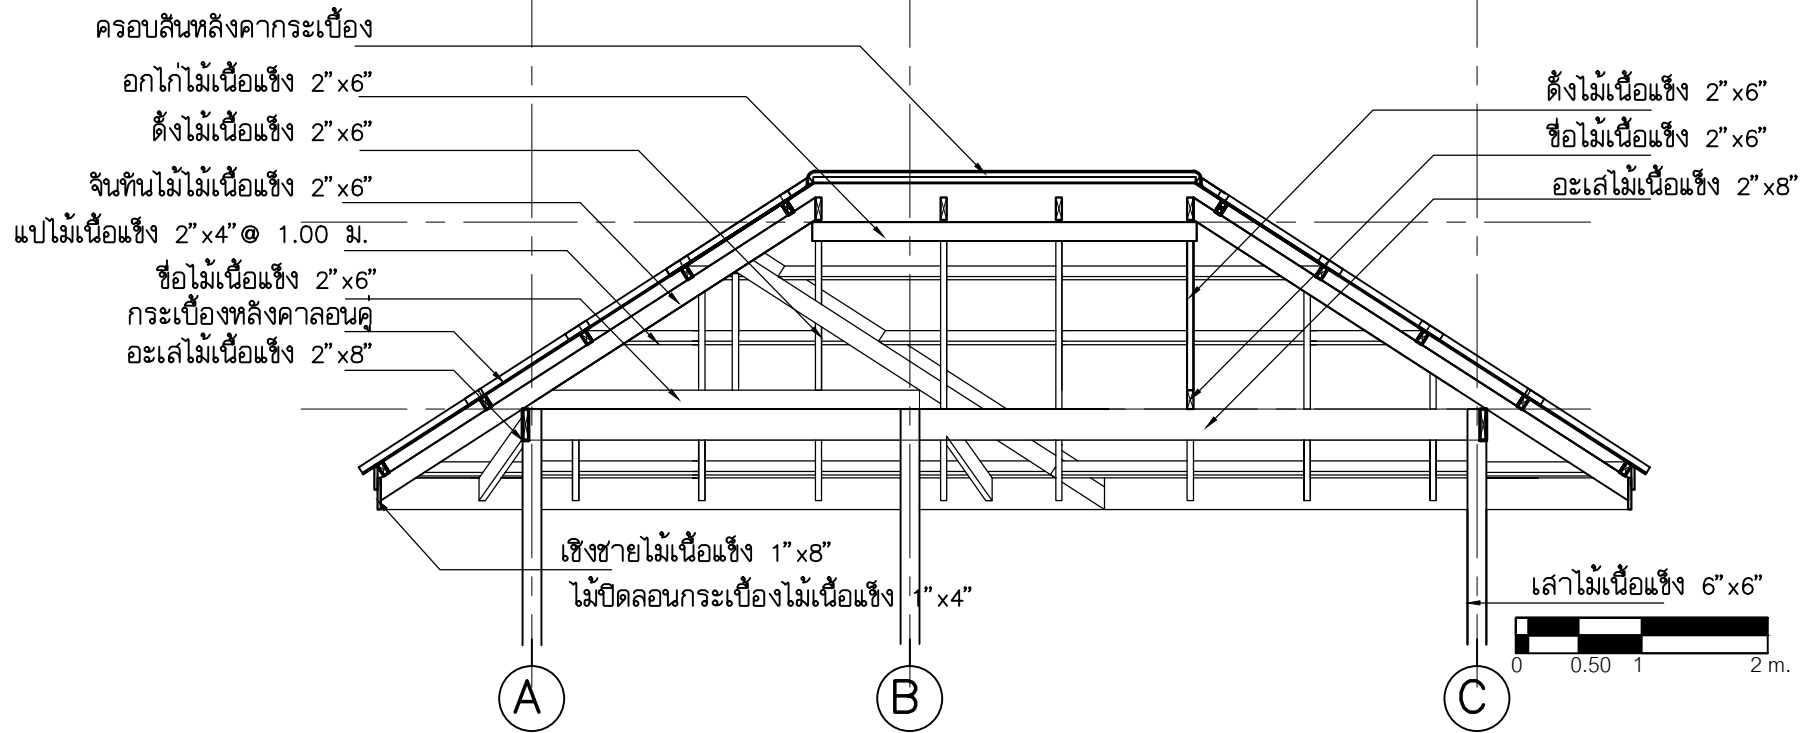 ครอบสันหลังคากระเบื้อง
อกไก่ไม้เนื้อแข็ง 2"x6"
ดั้งไม้เนื้อแข็ง 2"x6"
จันทันไม้ไม้เนื้อแข็ง 2"x6"
แปไม้เนื้อแข็ง 2"x4"@ 1.00 ม.
ขื่อไม้เนื้อแข็ง 2"x6"
กระเบื้องหลังคาลอนคู่
อะเสไม้เนื้อแข็ง 2"x8"
ดั้งไม้เนื้อแข็ง 2"x6"
ขื่อไม้เนื้อแข็ง 2"x6"
อะเสไม้เนื้อแข็ง 2"x8"
เชิงชายไม้เนื้อแข็ง 1"x8"
ไม้ปิดลอนกระเบื้องไม้เนื้อแข็ง 1"x4"
เสาไม้เนื้อแข็ง 6"x6"
0 0.50 1 2 m.
A B C